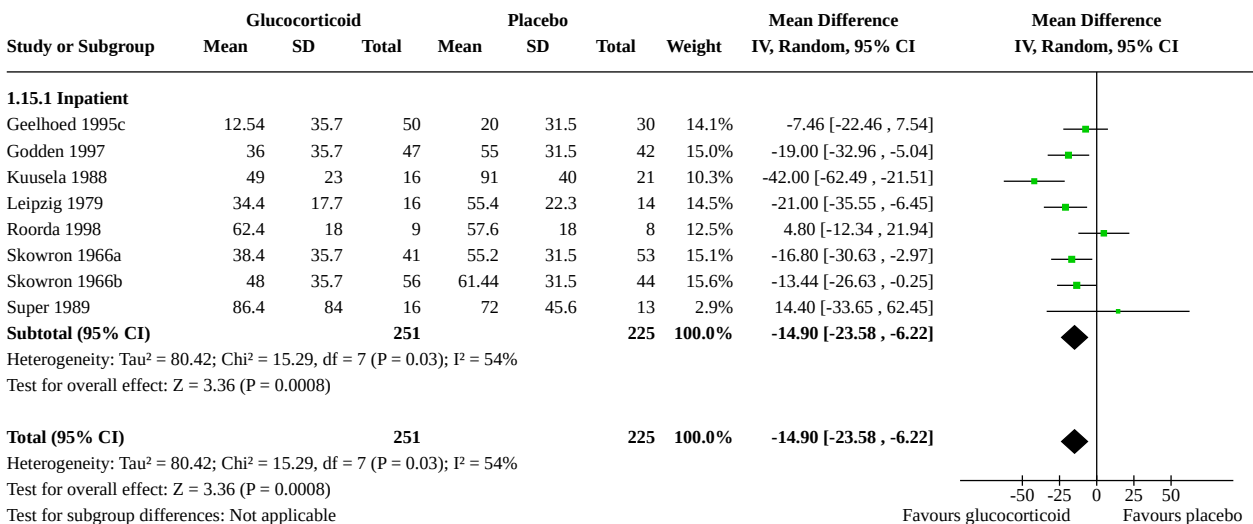 Glucocorticoid Placebo Mean Difference Mean Difference
Study or Subgroup Mean SD Total Mean SD Total Weight IV, Random, 95% CI IV, Random, 95% CI
1.15.1 Inpatient
Geelhoed 1995c 12.54 35.7 50 20 31.5 30 14.1% -7.46 [-22.46 , 7.54]
Godden 1997 36 35.7 47 55 31.5 42 15.0% -19.00 [-32.96 , -5.04]
Kuusela 1988 49 23 16 91 40 21 10.3% -42.00 [-62.49 , -21.51]
Leipzig 1979 34.4 17.7 16 55.4 22.3 14 14.5% -21.00 [-35.55 , -6.45]
Roorda 1998 62.4 18 9 57.6 18 8 12.5% 4.80 [-12.34 , 21.94]
Skowron 1966a 38.4 35.7 41 55.2 31.5 53 15.1% -16.80 [-30.63 , -2.97]
Skowron 1966b 48 35.7 56 61.44 31.5 44 15.6% -13.44 [-26.63 , -0.25]
Super 1989 86.4 84 16 72 45.6 13 2.9% 14.40 [-33.65 , 62.45]
Subtotal (95% CI) 251 225 100.0% -14.90 [-23.58 , -6.22]
Heterogeneity: Tau² = 80.42; Chi² = 15.29, df = 7 (P = 0.03); I² = 54%
Test for overall effect: Z = 3.36 (P = 0.0008)
Total (95% CI) 251 225 100.0% -14.90 [-23.58 , -6.22]
Heterogeneity: Tau² = 80.42; Chi² = 15.29, df = 7 (P = 0.03); I² = 54%
Test for overall effect: Z = 3.36 (P = 0.0008)
-50 -25 0 25 50
Test for subgroup differences: Not applicable Favours glucocorticoid Favours placebo